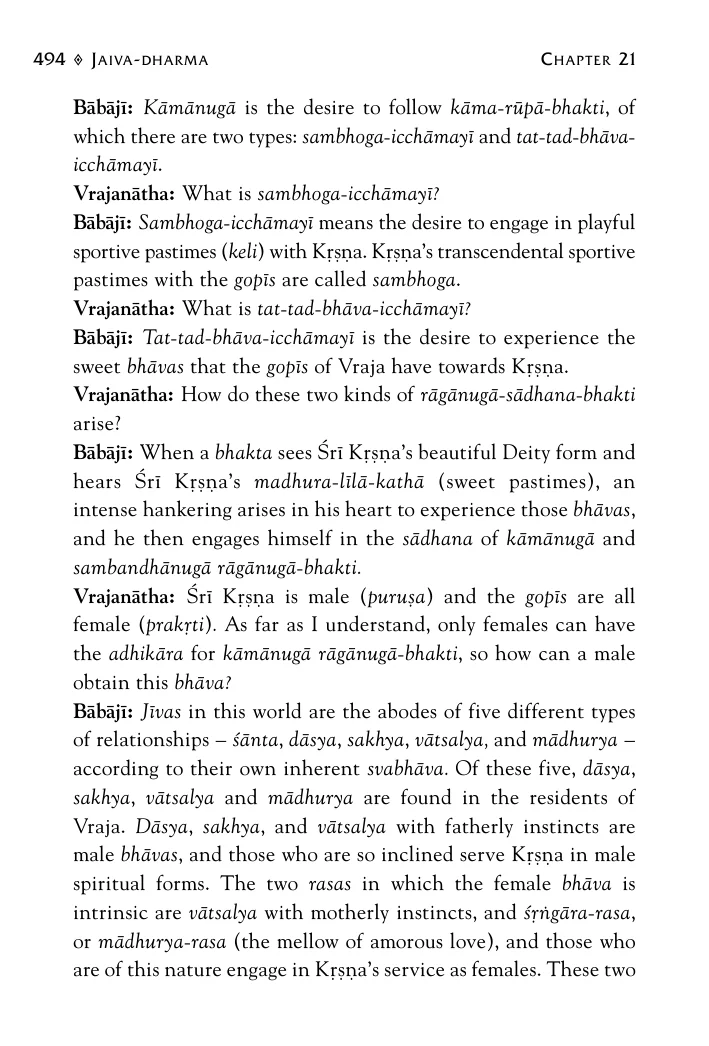 494 ◈ JAIVA-DHARMA CHAPTER 21
Bābājī: Kāmānugā is the desire to follow kāma-rūpā-bhakti, of
which there are two types: sambhoga-icchāmayī and tat-tad-bhāva-
icchāmayī.
Vrajanātha: What is sambhoga-icchāmayī?
Bābājī: Sambhoga-icchāmayī means the desire to engage in playful
sportive pastimes (keli) with Kṛṣṇa. Kṛṣṇa's transcendental sportive
pastimes with the gopīs are called sambhoga.
Vrajanātha: What is tat-tad-bhāva-icchāmayī?
Bābājī: Tat-tad-bhāva-icchāmayī is the desire to experience the
sweet bhāvas that the gopīs of Vraja have towards Kṛṣṇa.
Vrajanātha: How do these two kinds of rāgānugā-sādhana-bhakti
arise?
Bābājī: When a bhakta sees Śrī Kṛṣṇa's beautiful Deity form and
hears Śrī Kṛṣṇa's madhura-līlā-kathā (sweet pastimes), an
intense hankering arises in his heart to experience those bhāvas,
and he then engages himself in the sādhana of kāmānugā and
sambandhānugā rāgānugā-bhakti.
Vrajanātha: Śrī Kṛṣṇa is male (puruṣa) and the gopīs are all
female (prakṛti). As far as I understand, only females can have
the adhikāra for kāmānugā rāgānugā-bhakti, so how can a male
obtain this bhāva?
Bābājī: Jīvas in this world are the abodes of five different types
of relationships – śānta, dāsya, sakhya, vātsalya, and mādhurya –
according to their own inherent svabhāva. Of these five, dāsya,
sakhya, vātsalya and mādhurya are found in the residents of
Vraja. Dāsya, sakhya, and vātsalya with fatherly instincts are
male bhāvas, and those who are so inclined serve Kṛṣṇa in male
spiritual forms. The two rasas in which the female bhāva is
intrinsic are vātsalya with motherly instincts, and śṛṅgāra-rasa,
or mādhurya-rasa (the mellow of amorous love), and those who
are of this nature engage in Kṛṣṇa's service as females. These two